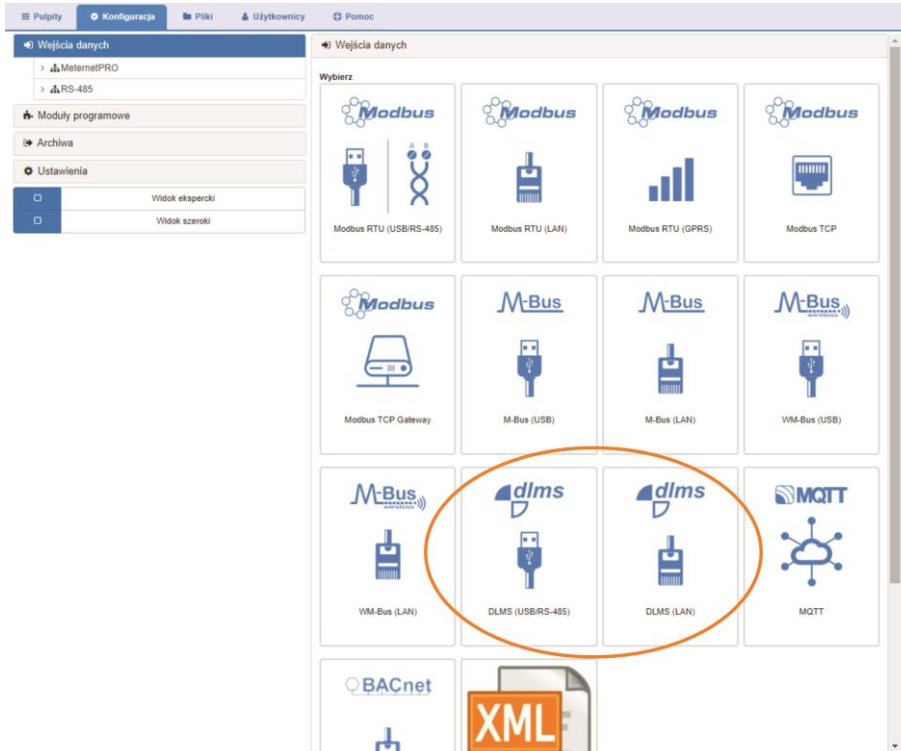 Pulpity Konfiguracja Pliki Użytkownicy Pomoc
Wejścia danych
MeternetPRO
RS-485
Moduły programowe
Archiwa
Ustawienia
Widok ekspercki
Widok szeroki
Wejścia danych
Wybierz
Modbus Modbus Modbus Modbus
A B
Modbus RTU (USB/RS-485) Modbus RTU (LAN) Modbus RTU (GPRS) Modbus TCP
Modbus M-Bus M-Bus M-Bus wireless
Modbus TCP Gateway M-Bus (USB) M-Bus (LAN) WM-Bus (USB)
M-Bus wireless dlms dlms MQTT
WM-Bus (LAN) DLMS (USB/RS-485) DLMS (LAN) MQTT
BACnet XML